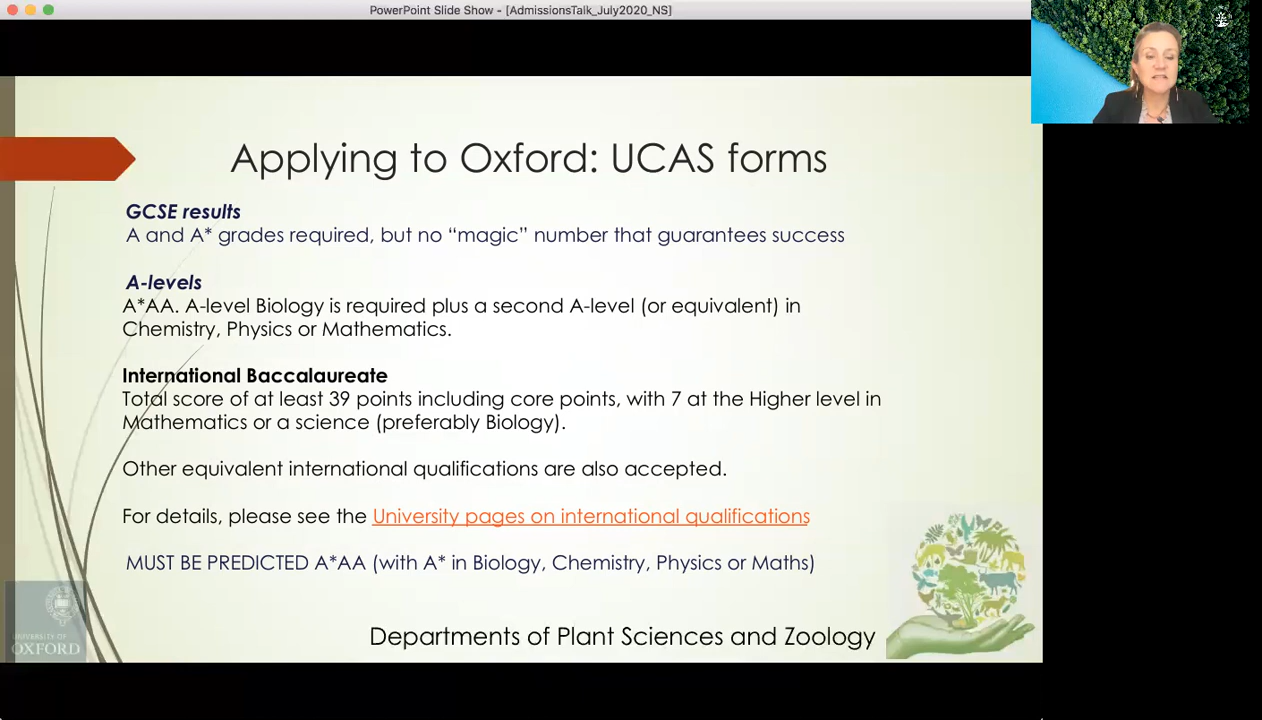 PowerPoint Slide Show - [AdmissionsTalk_July2020_NS]
Applying to Oxford: UCAS forms
GCSE results
A and A* grades required, but no “magic” number that guarantees success
A-levels
A*AA. A-level Biology is required plus a second A-level (or equivalent) in
Chemistry, Physics or Mathematics.
International Baccalaureate
Total score of at least 39 points including core points, with 7 at the Higher level in
Mathematics or a science (preferably Biology).
Other equivalent international qualifications are also accepted.
For details, please see the University pages on international qualifications
MUST BE PREDICTED A*AA (with A* in Biology, Chemistry, Physics or Maths)
UNIVERSITY OF
OXFORD
Departments of Plant Sciences and Zoology